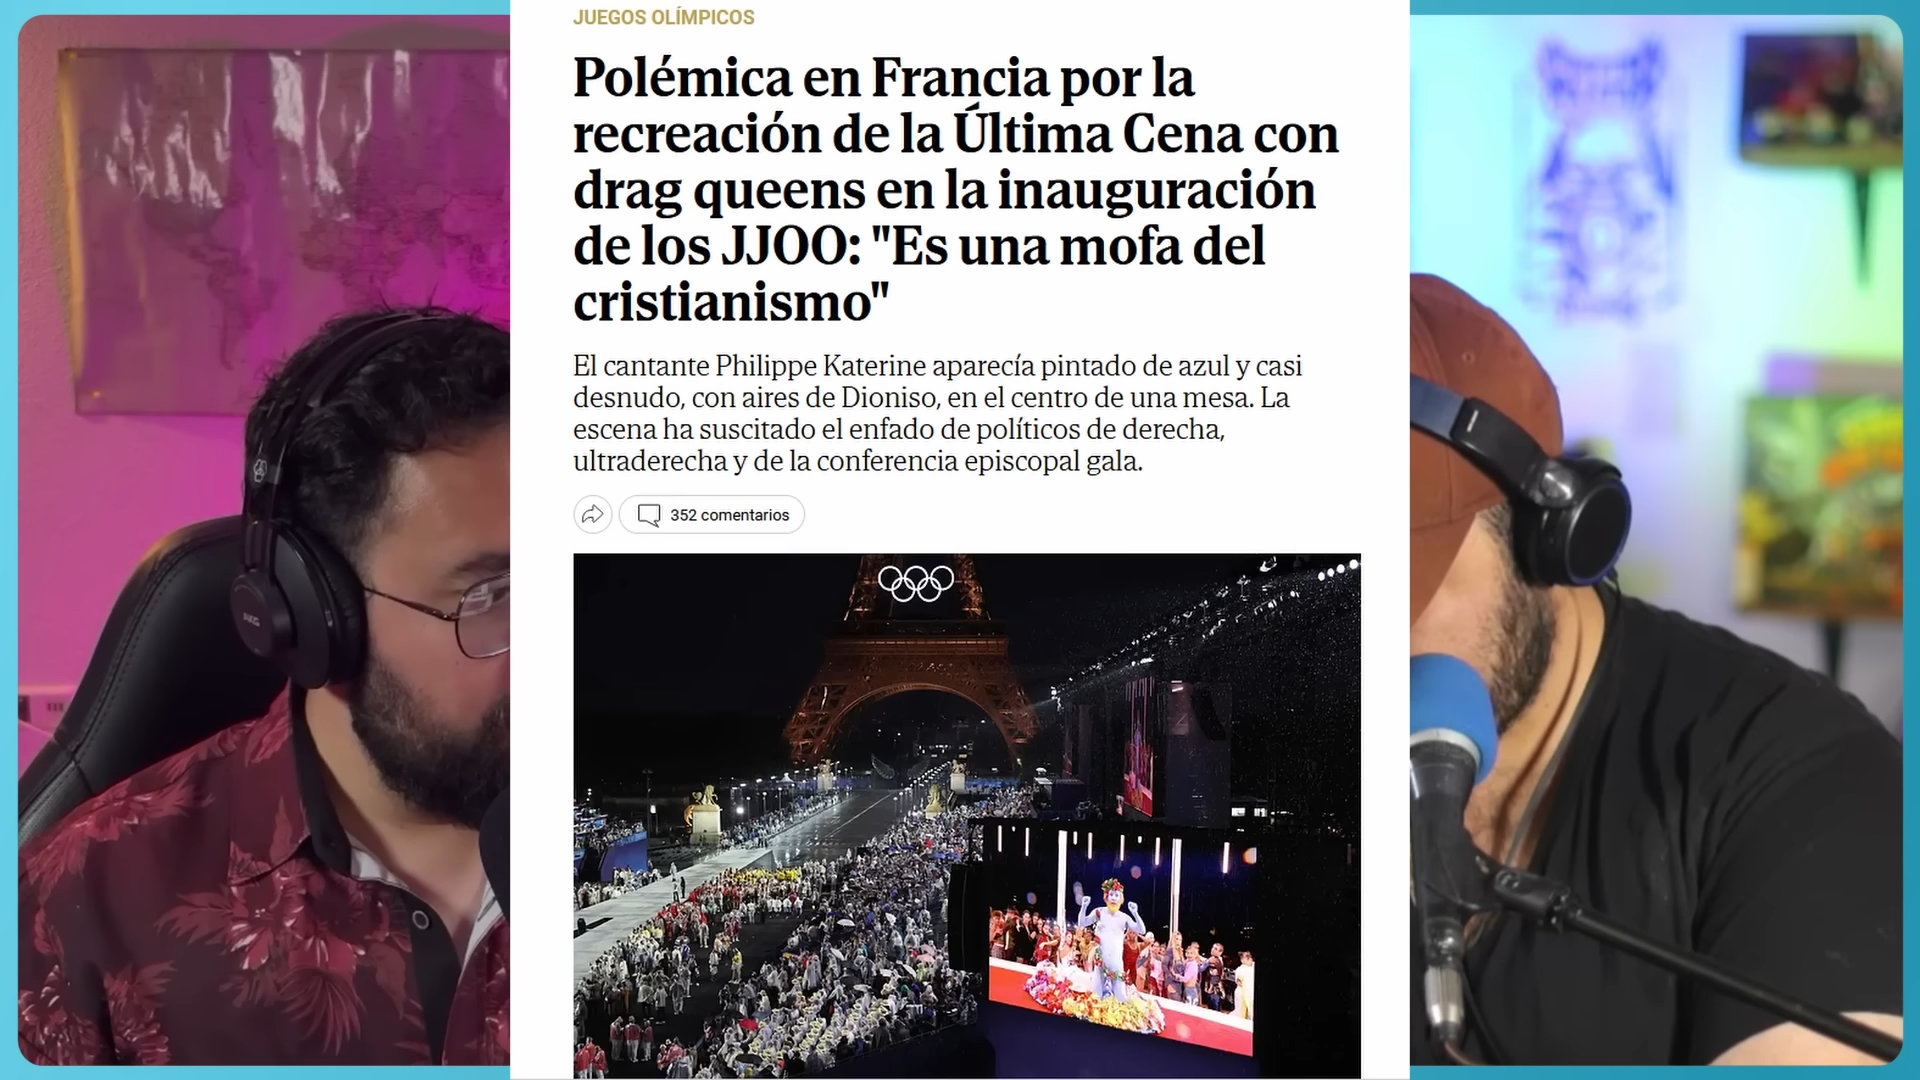 JUEGOS OLÍMPICOS
Polémica en Francia por la
recreación de la Última Cena con
drag queens en la inauguración
de los JJOO: "Es una mofa del
cristianismo"
El cantante Philippe Katerine aparecía pintado de azul y casi
desnudo, con aires de Dioniso, en el centro de una mesa. La
escena ha suscitado el enfado de políticos de derecha,
ultraderecha y de la conferencia episcopal gala.
352 comentarios
AKG